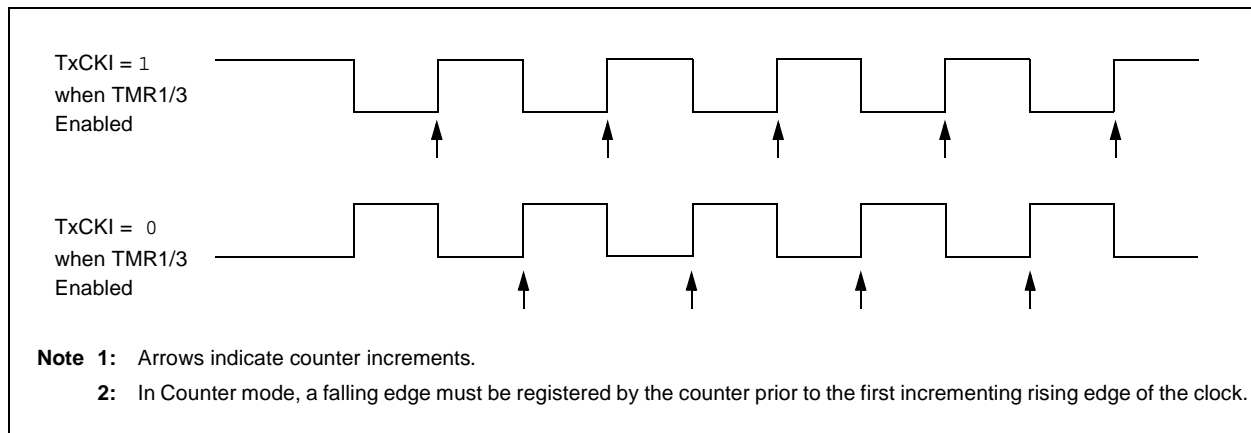 TxCKI = 1
when TMR1/3
Enabled
TxCKI = 0
when TMR1/3
Enabled
Note 1: Arrows indicate counter increments.
2: In Counter mode, a falling edge must be registered by the counter prior to the first incrementing rising edge of the clock.